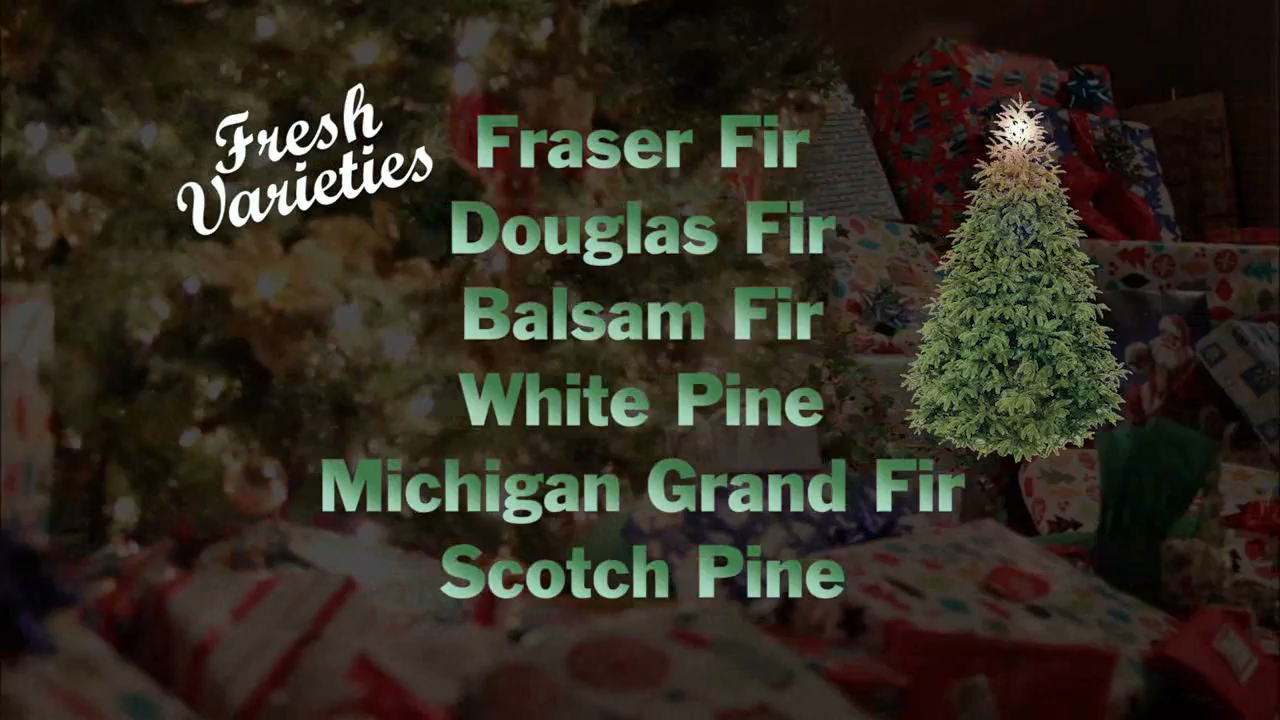 Fresh
Varieties
Fraser Fir
Douglas Fir
Balsam Fir
White Pine
Michigan Grand Fir
Scotch Pine